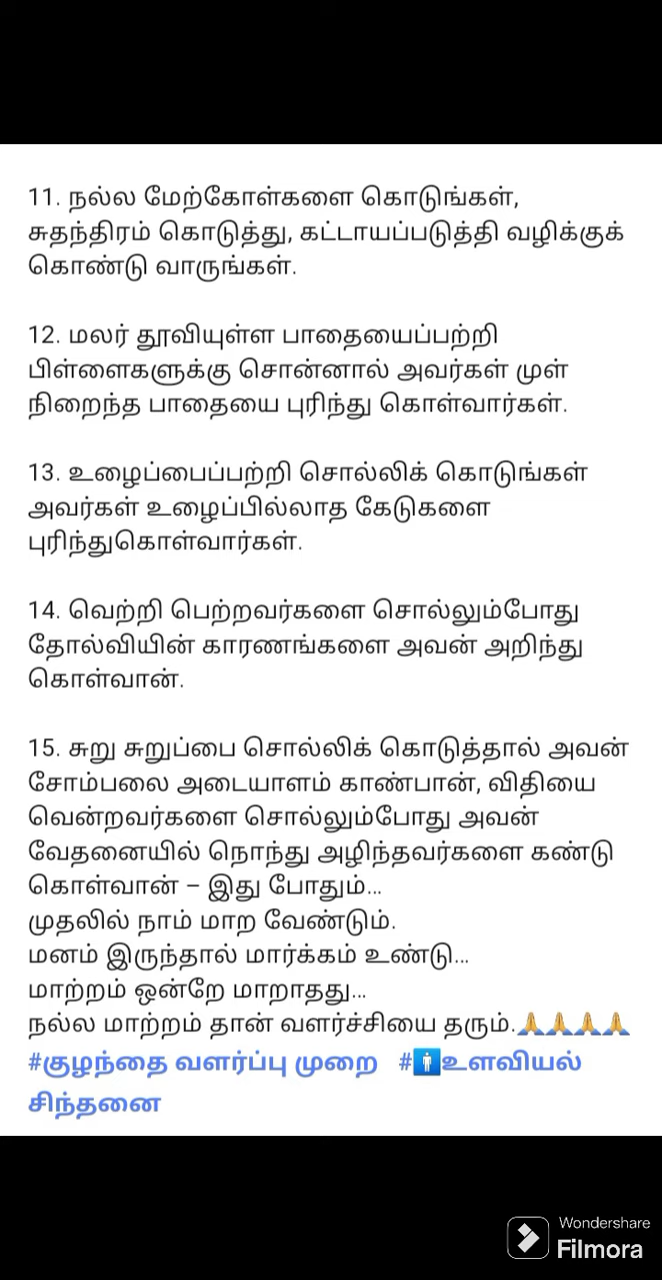 11. நல்ல மேற்கோள்களை கொடுங்கள்,
சுதந்திரம் கொடுத்து, கட்டாயப்படுத்தி வழிக்குக்
கொண்டு வாருங்கள்.
12. மலர் தூவியுள்ள பாதையைப்பற்றி
பிள்ளைகளுக்கு சொன்னால் அவர்கள் முள்
நிறைந்த பாதையை புரிந்து கொள்வார்கள்.
13. உழைப்பைப்பற்றி சொல்லிக் கொடுங்கள்
அவர்கள் உழைப்பில்லாத கேடுகளை
புரிந்துகொள்வார்கள்.
14. வெற்றி பெற்றவர்களை சொல்லும்போது
தோல்வியின் காரணங்களை அவன் அறிந்து
கொள்வான்.
15. சுறு சுறுப்பை சொல்லிக் கொடுத்தால் அவன்
சோம்பலை அடையாளம் காண்பான், விதியை
வென்றவர்களை சொல்லும்போது அவன்
வேதனையில் நொந்து அழிந்தவர்களை கண்டு
கொள்வான் – இது போதும்...
முதலில் நாம் மாற வேண்டும்.
மனம் இருந்தால் மார்க்கம் உண்டு...
மாற்றம் ஒன்றே மாறாதது...
நல்ல மாற்றம் தான் வளர்ச்சியை தரும்.🙏🙏🙏🙏
#குழந்தை வளர்ப்பு முறை #🚹உளவியல்
சிந்தனை
Wondershare
Filmora